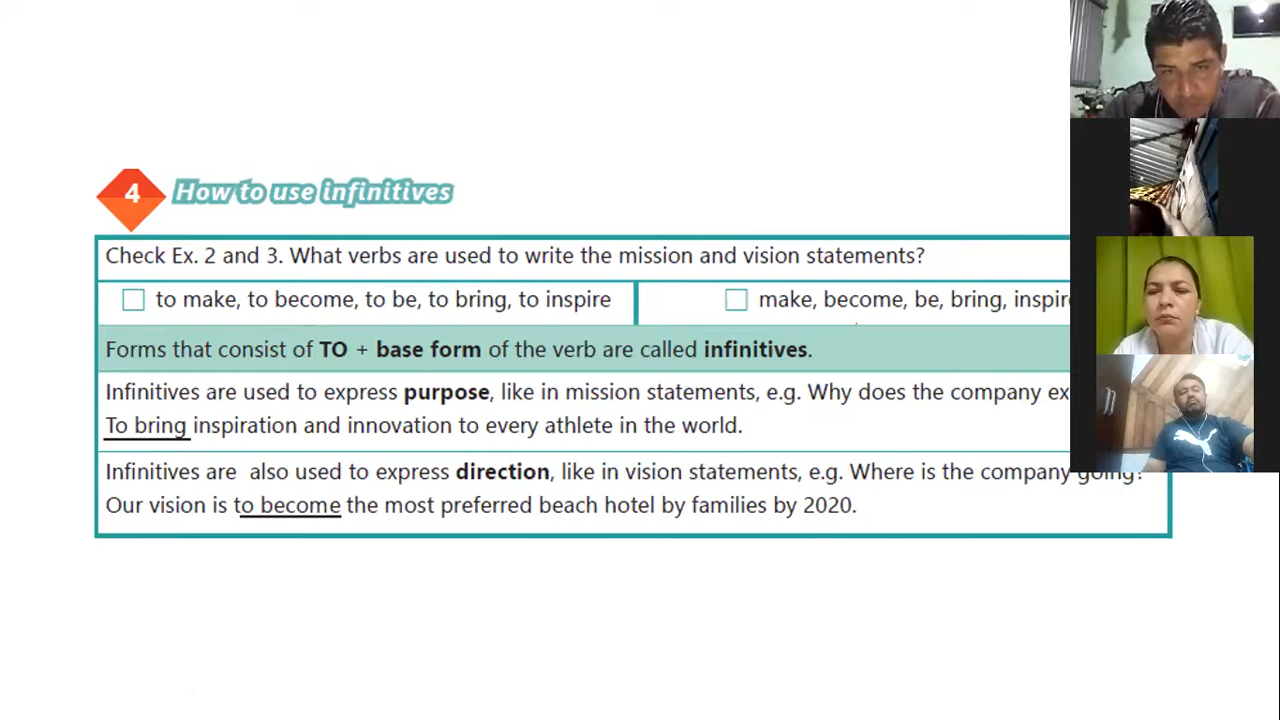 4
How to use infinitives
Check Ex. 2 and 3. What verbs are used to write the mission and vision statements?
to make, to become, to be, to bring, to inspire
make, become, be, bring,
Forms that consist of TO + base form of the verb are called infinitives.
Infinitives are used to express purpose, like in mission statements, e.g. Why does the company
To bring inspiration and innovation to every athlete in the world.
Infinitives are also used to express direction, like in vision statements, e.g. Where is the company going?
Our vision is to become the most preferred beach hotel by families by 2020.